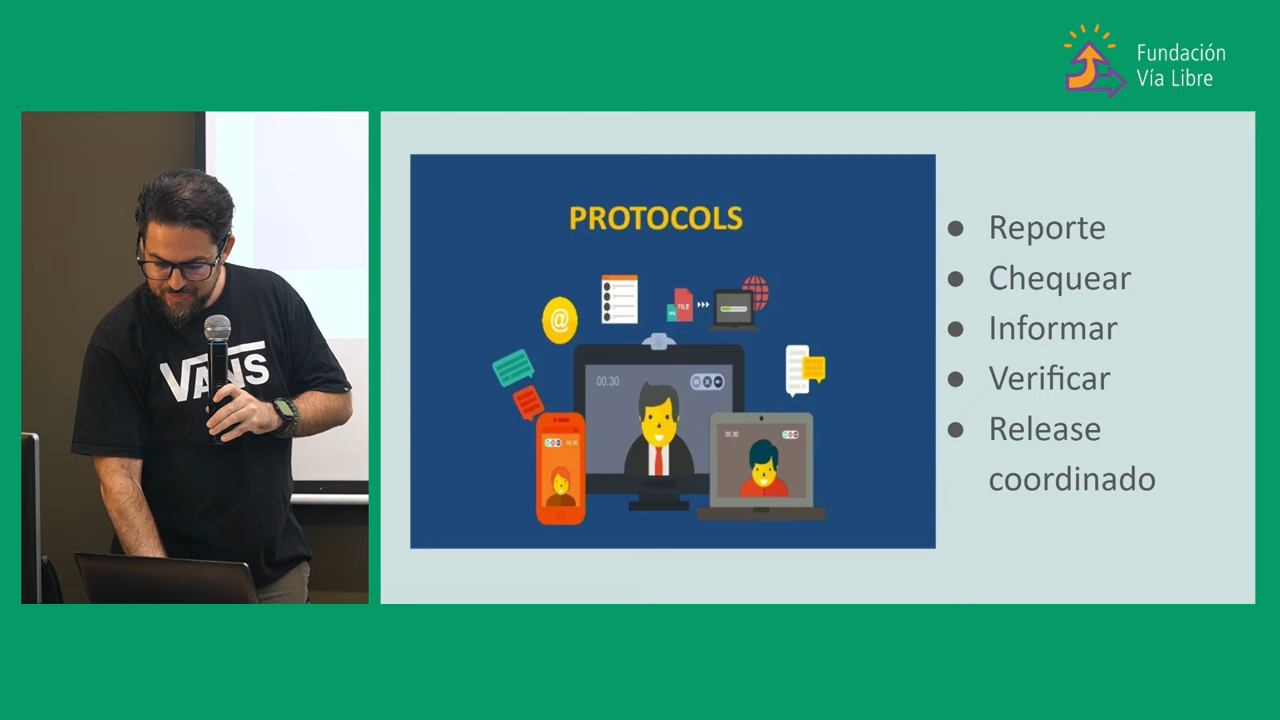 Fundación
Vía Libre
VANS
PROTOCOLS
@
FILE
00.30
00.30
● Reporte
● Chequear
● Informar
● Verificar
● Release
coordinado